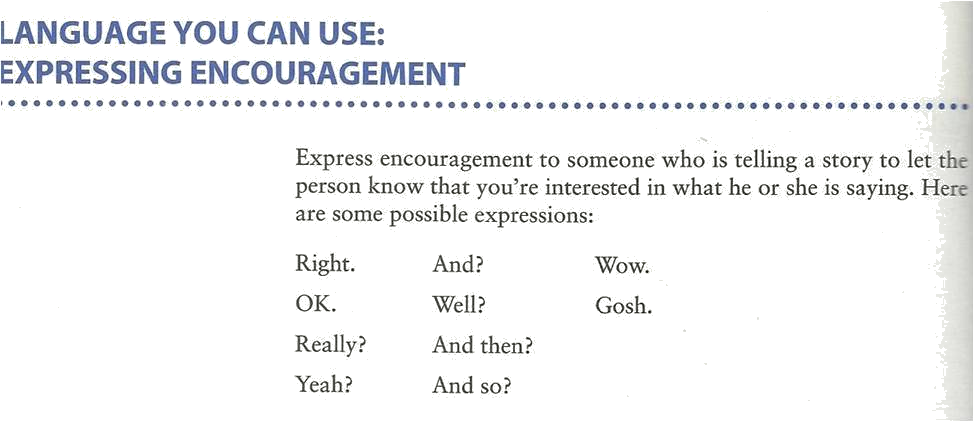 LANGUAGE YOU CAN USE:
EXPRESSING ENCOURAGEMENT
Express encouragement to someone who is telling a story to let the
person know that you're interested in what he or she is saying. Here
are some possible expressions:
Right. And? Wow.
OK. Well? Gosh.
Really? And then?
Yeah? And so?